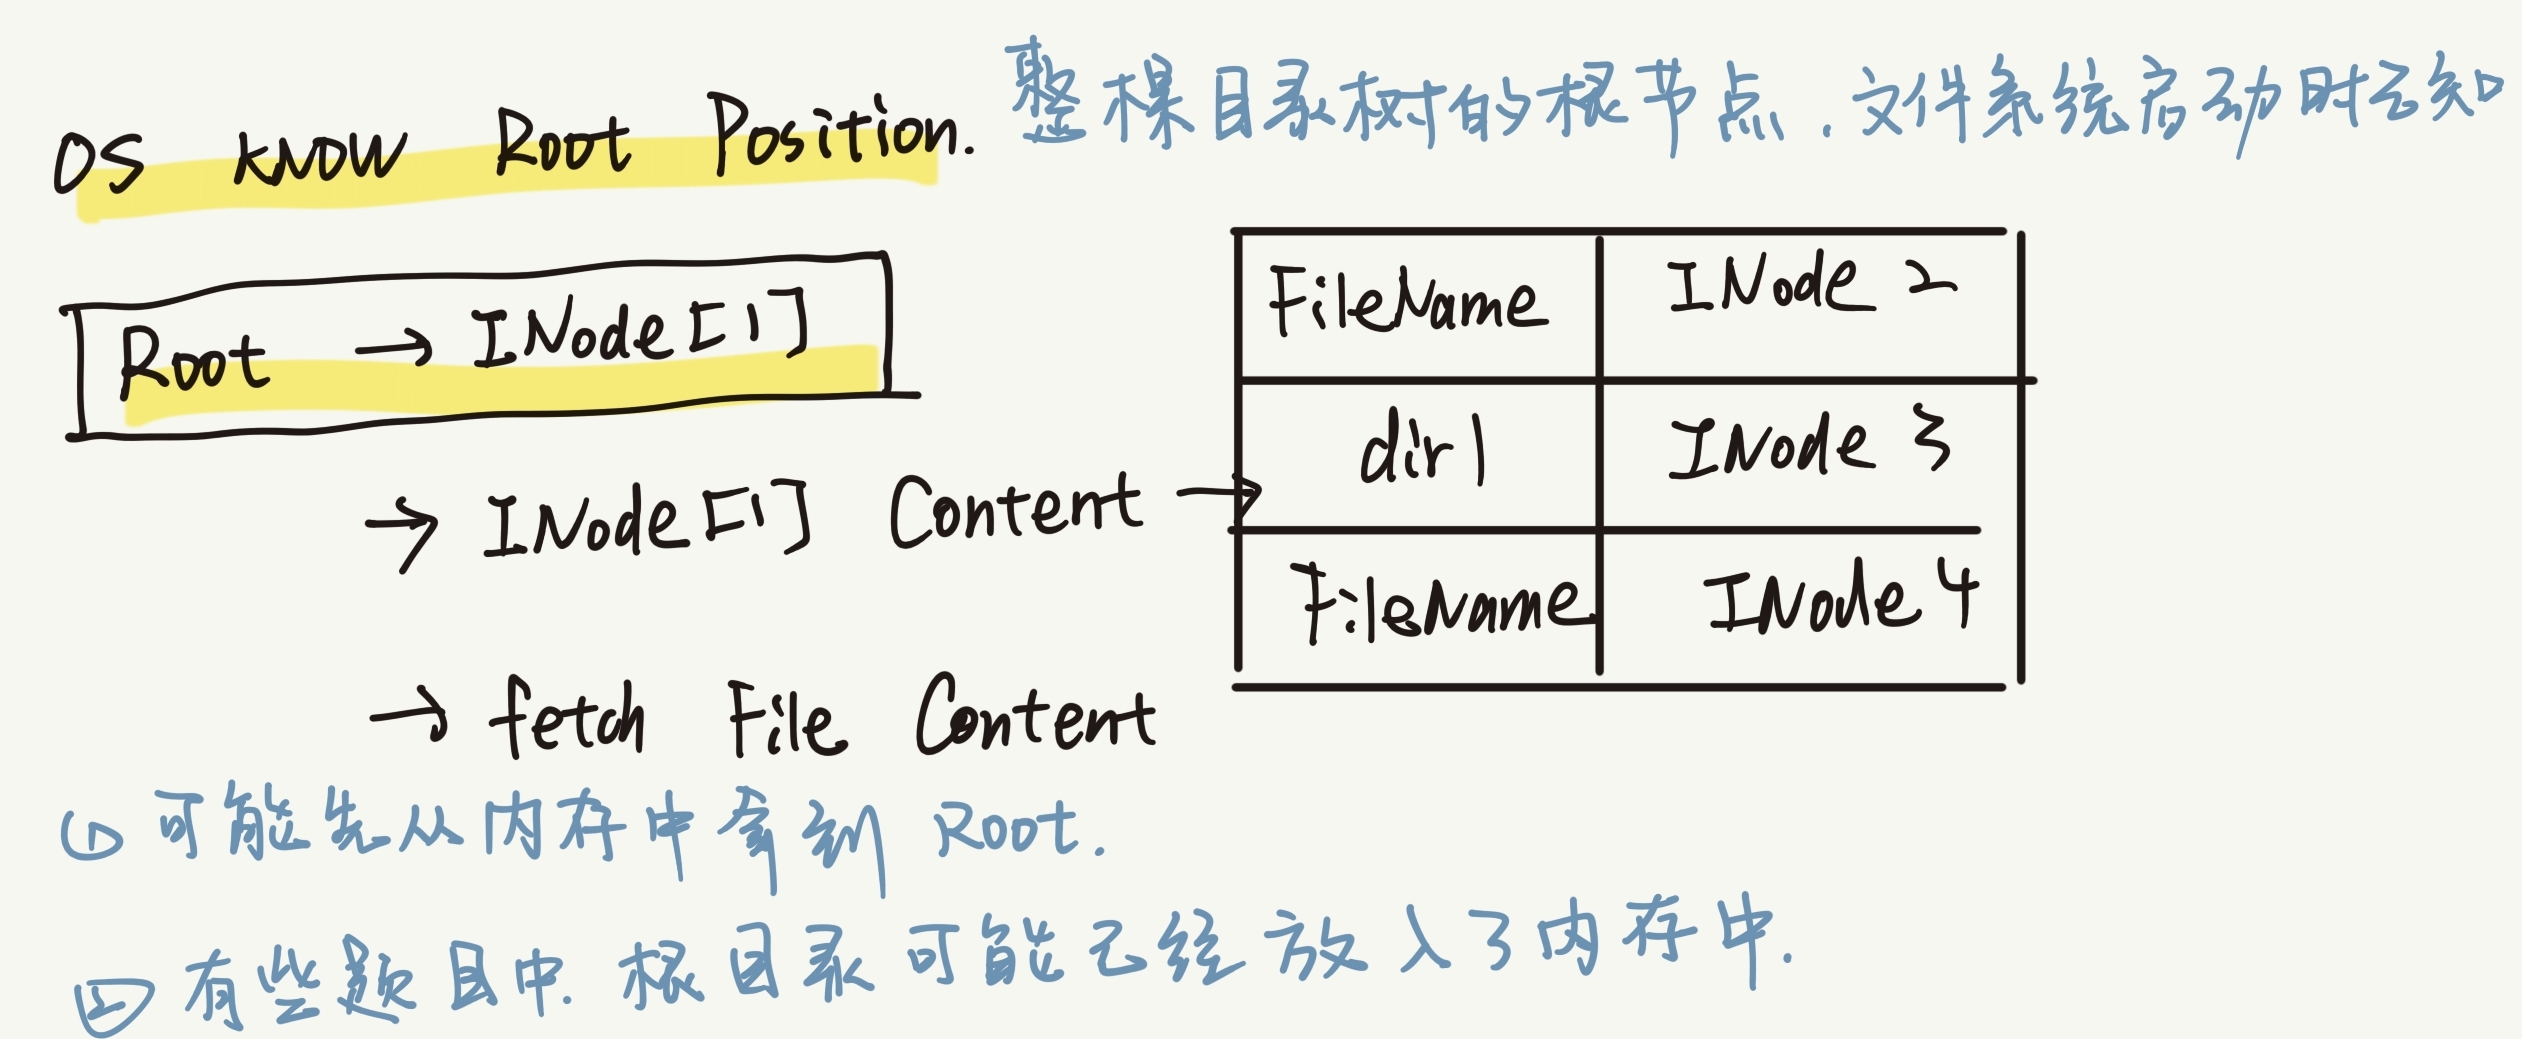 OS know Root Position. 整棵目录树的根节点.文件系统启动时已知
Root → INode[1]
→ INode[1] Content →
FileName INode 2
dir1 INode 3
FileName INode 4
→ fetch File Content
① 可能先从内存中拿到 Root.
② 有些题目中.根目录可能已经放入了内存中.